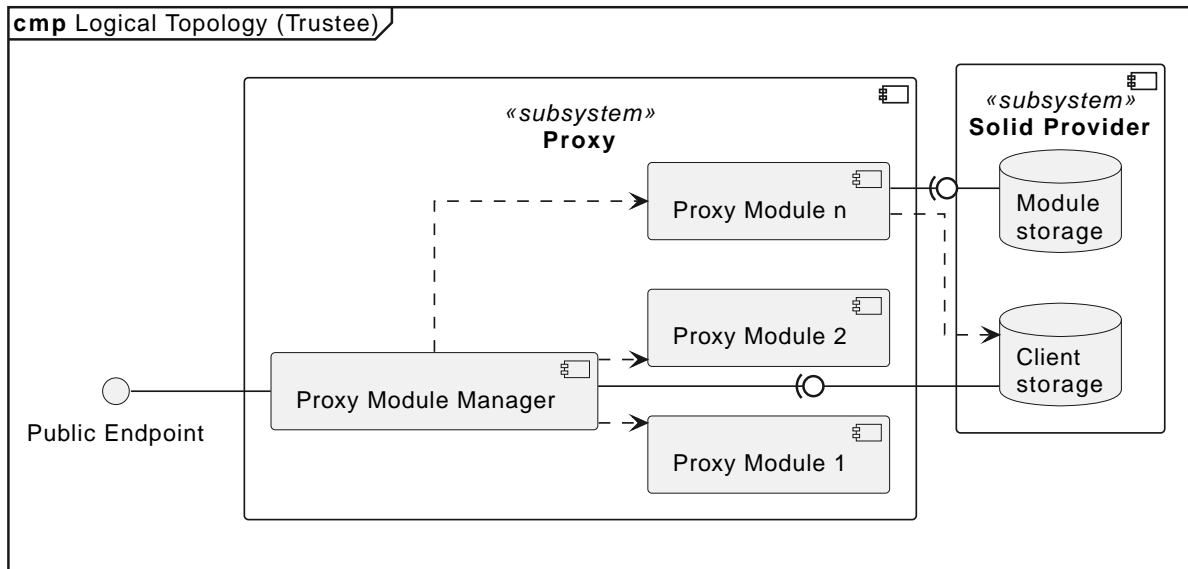 cmp Logical Topology (Trustee)
«subsystem»
Proxy
«subsystem»
Solid Provider
Proxy Module n
Module
storage
Proxy Module 2
Client
storage
Proxy Module Manager
Public Endpoint
Proxy Module 1